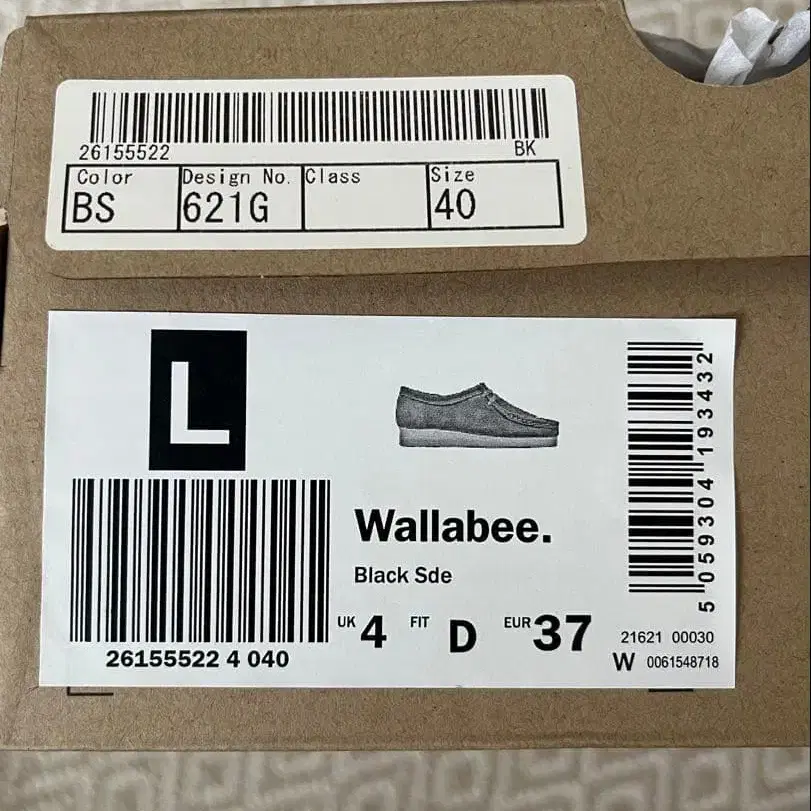 26155522 BK
Color Design No. Class Size
BS 621G 40
L
Wallabee.
Black Sde
UK 4 FIT D EUR 37
26155522 4 040
5 059304 193432
21621 00030
W 0061548718